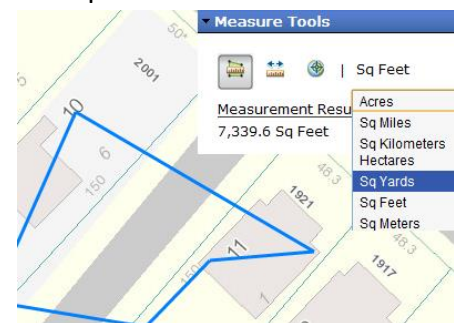 Measure Tools
| Sq Feet
Measurement Resu
7,339.6 Sq Feet
Acres
Sq Miles
Sq Kilometers
Hectares
Sq Yards
Sq Feet
Sq Meters
50
2001
10
6
150
48.3
1921
11
150
1
48.3
1917